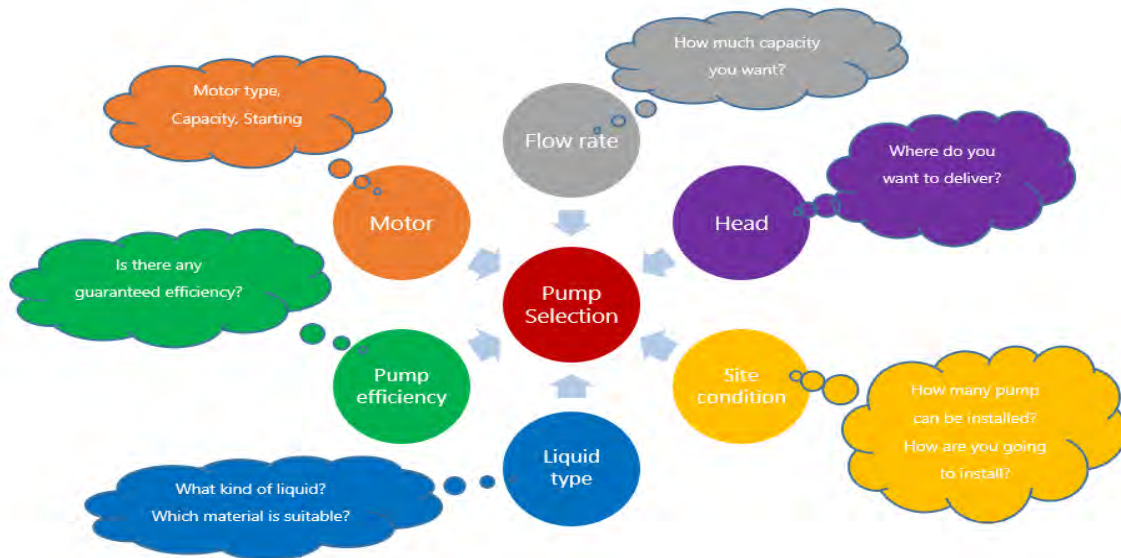 How much capacity
you want?
Motor type,
Capacity, Starting
Flow rate
Where do you
want to deliver?
Motor
Head
Is there any
guaranteed efficiency?
Pump
Selection
Pump
efficiency
Site
condition
How many pump
can be installed?
How are you going
to install?
Liquid
type
What kind of liquid?
Which material is suitable?